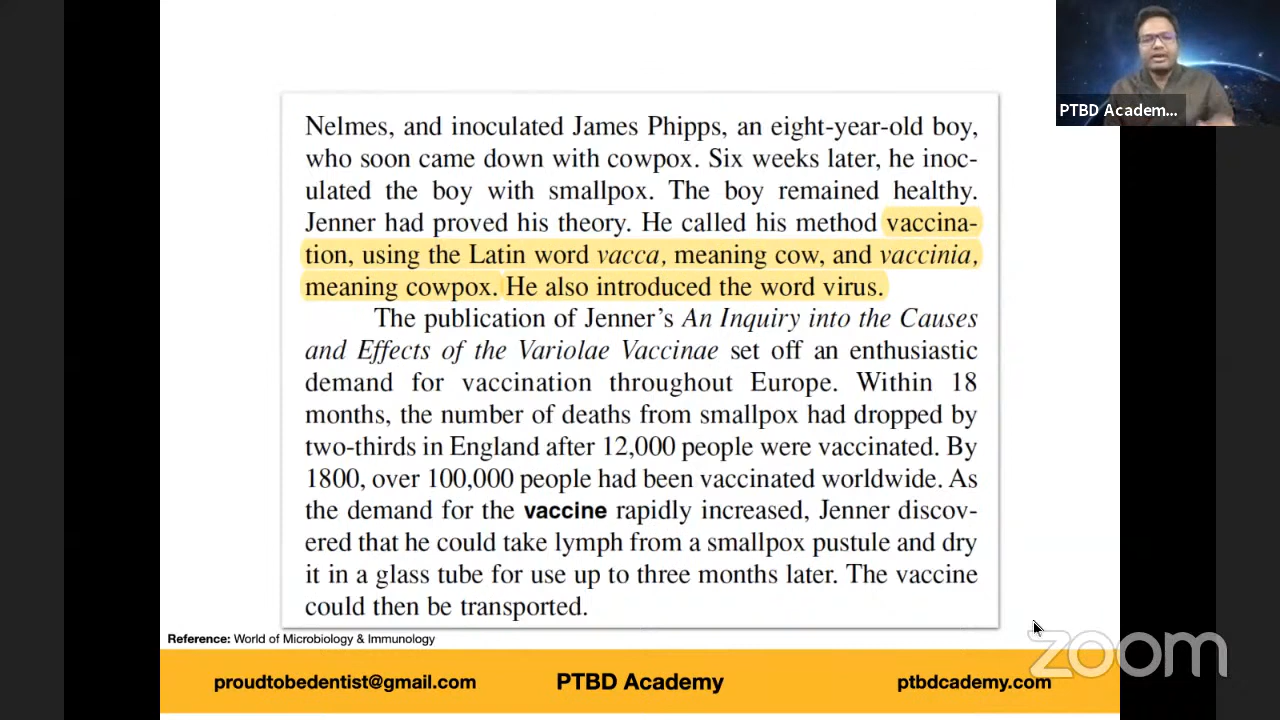 PTBD Academ...
Nelmes, and inoculated James Phipps, an eight-year-old boy,
who soon came down with cowpox. Six weeks later, he inoc-
ulated the boy with smallpox. The boy remained healthy.
Jenner had proved his theory. He called his method vaccina-
tion, using the Latin word vacca, meaning cow, and vaccinia,
meaning cowpox. He also introduced the word virus.
The publication of Jenner's An Inquiry into the Causes
and Effects of the Variolae Vaccinae set off an enthusiastic
demand for vaccination throughout Europe. Within 18
months, the number of deaths from smallpox had dropped by
two-thirds in England after 12,000 people were vaccinated. By
1800, over 100,000 people had been vaccinated worldwide. As
the demand for the vaccine rapidly increased, Jenner discov-
ered that he could take lymph from a smallpox pustule and dry
it in a glass tube for use up to three months later. The vaccine
could then be transported.
Reference: World of Microbiology & Immunology
zoom
proudtobedentist@gmail.com PTBD Academy ptbdcademy.com